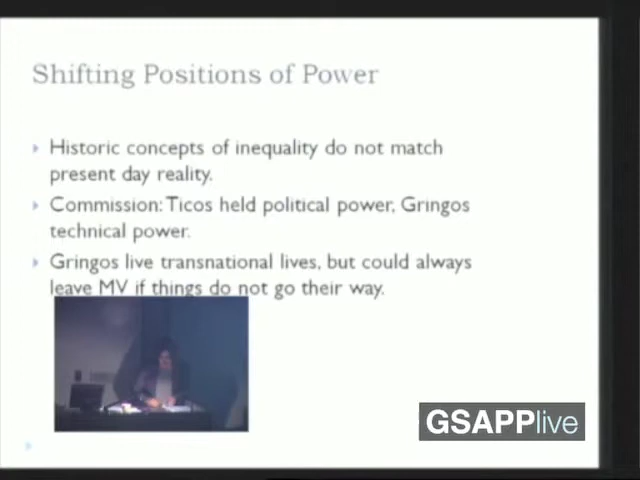 Shifting Positions of Power
Historic concepts of inequality do not match
present day reality.
Commission: Ticos held political power, Gringos
technical power.
Gringos live transnational lives, but could always
leave MV if things do not go their way.
GSAPPlive